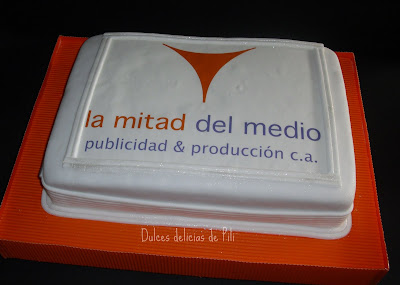 la mitad del medio
publicidad & producción c.a.
Dulces delicias de Pili